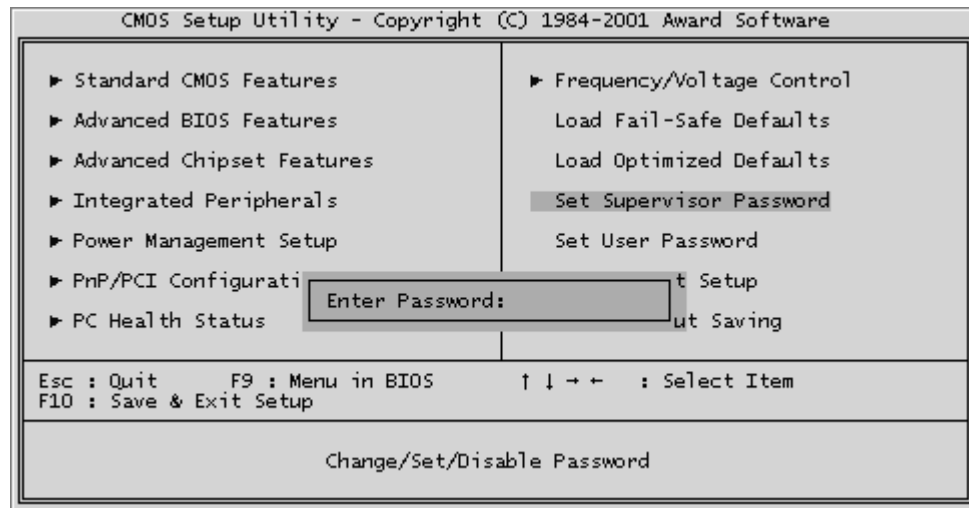 CMOS Setup Utility - Copyright (C) 1984-2001 Award Software
► Standard CMOS Features
► Advanced BIOS Features
► Advanced Chipset Features
► Integrated Peripherals
► Power Management Setup
► PnP/PCI Configurati
► PC Health Status
► Frequency/Voltage Control
Load Fail-Safe Defaults
Load Optimized Defaults
Set Supervisor Password
Set User Password
t Setup
ut Saving
Enter Password:
Esc : Quit F9 : Menu in BIOS ↑ ↓ → ← : Select Item
F10 : Save & Exit Setup
Change/Set/Disable Password